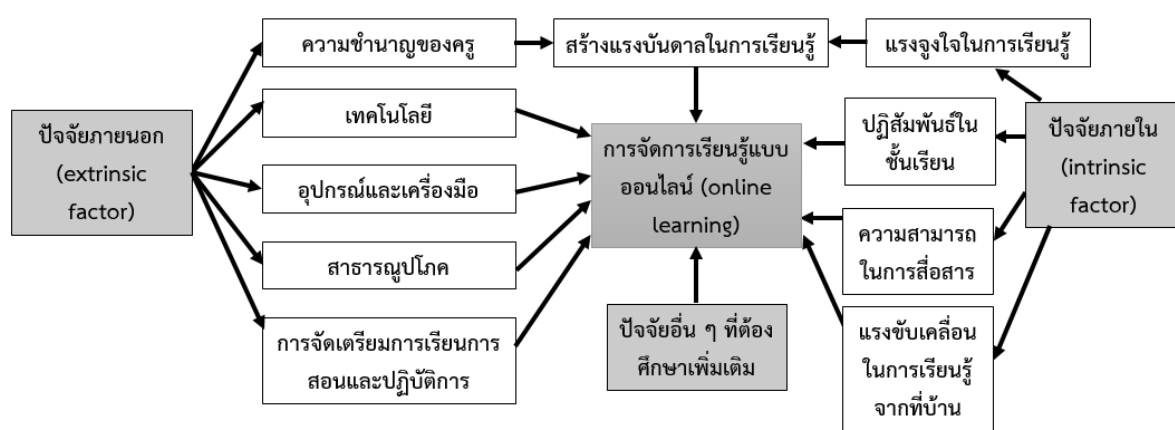 ปัจจัยภายนอก
(extrinsic
factor)
ความชำนาญของครู
เทคโนโลยี
อุปกรณ์และเครื่องมือ
สาธารณูปโภค
การจัดเตรียมการเรียนการ
สอนและปฏิบัติการ
สร้างแรงบันดาลในการเรียนรู้
การจัดการเรียนรู้แบบ
ออนไลน์ (online
learning)
ปัจจัยอื่น ๆ ที่ต้อง
ศึกษาเพิ่มเติม
แรงจูงใจในการเรียนรู้
ปฏิสัมพันธ์ใน
ชั้นเรียน
ความสามารถ
ในการสื่อสาร
แรงขับเคลื่อน
ในการเรียนรู้
จากที่บ้าน
ปัจจัยภายใน
(intrinsic
factor)